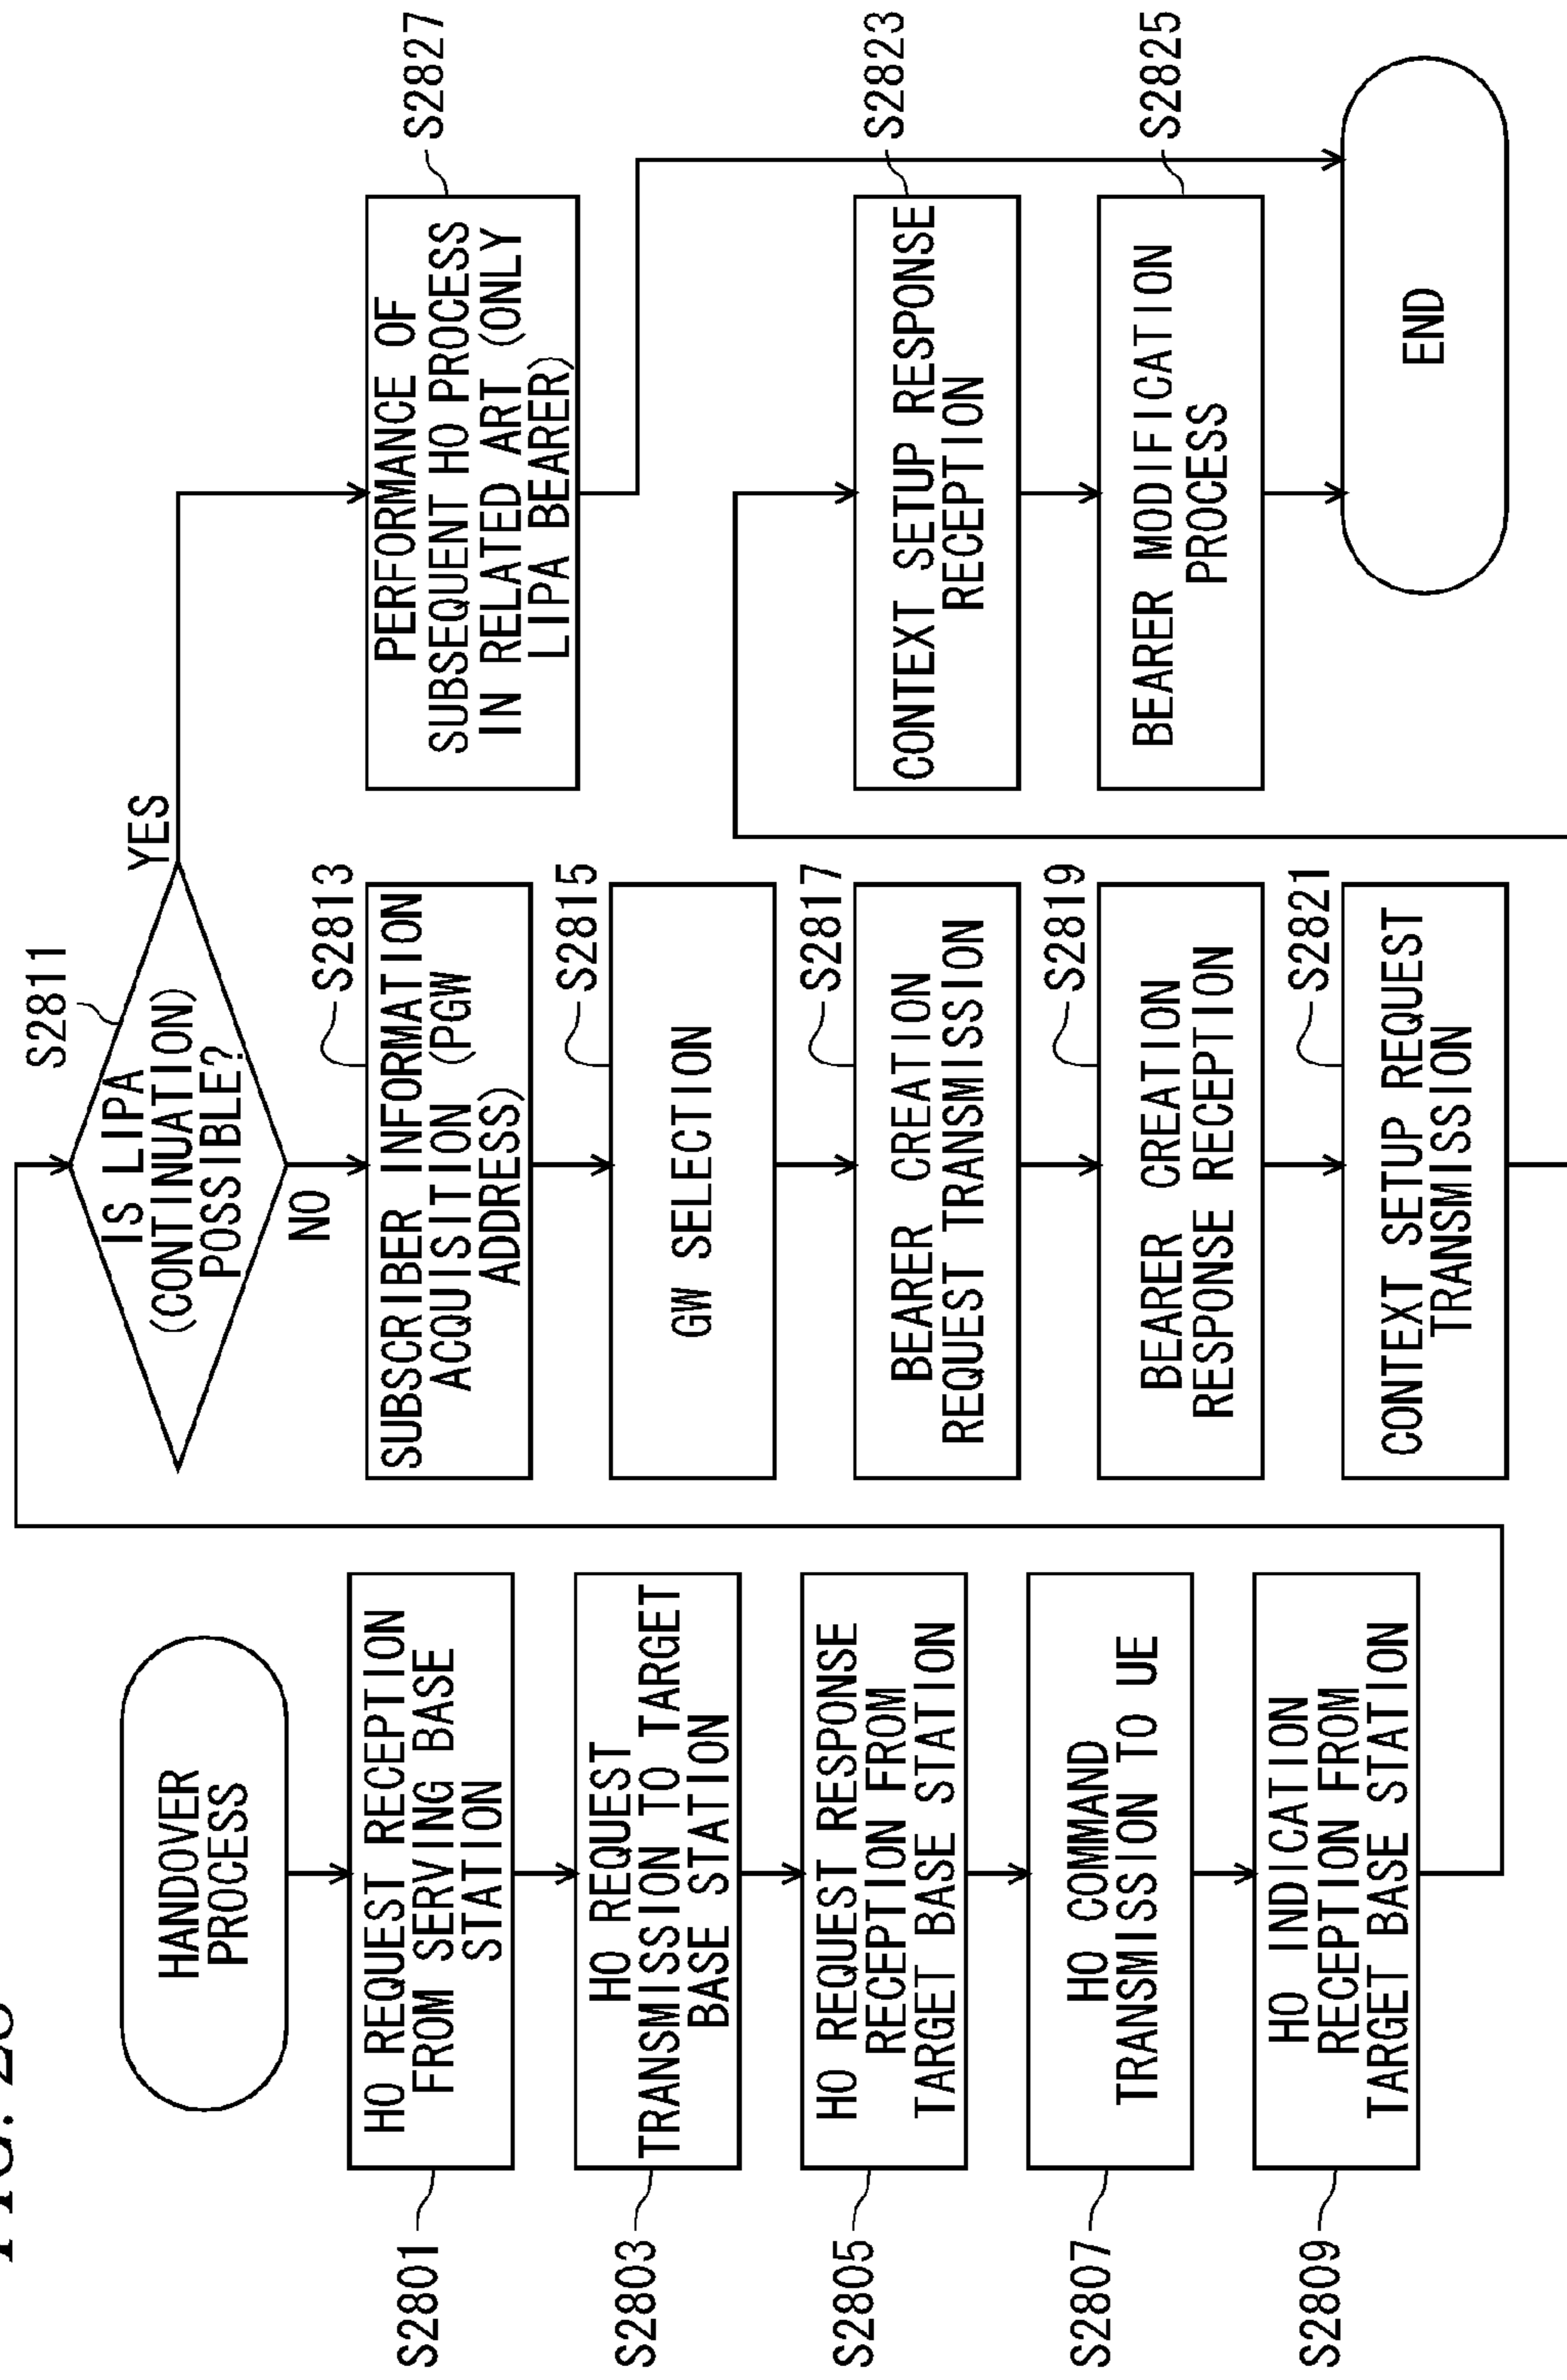 HANDOVER
PROCESS
S2801
HO REQUEST RECEPTION
FROM SERVING BASE
STATION
S2803
HO REQUEST
TRANSMISSION TO TARGET
BASE STATION
S2805
HO REQUEST RESPONSE
RECEPTION FROM
TARGET BASE STATION
S2807
HO COMMAND
TRANSMISSION TO UE
S2809
HO INDICATION
RECEPTION FROM
TARGET BASE STATION
S2811
IS LIPA
(CONTINUATION)
POSSIBLE?
YES
NO
S2813
SUBSCRIBER INFORMATION
ACQUISITION (PGW
ADDRESS)
S2815
GW SELECTION
S2817
BEARER CREATION
REQUEST TRANSMISSION
S2819
BEARER CREATION
RESPONSE RECEPTION
S2821
CONTEXT SETUP REQUEST
TRANSMISSION
S2827
PERFORMANCE OF
SUBSEQUENT HO PROCESS
IN RELATED ART (ONLY
LIPA BEARER)
S2823
CONTEXT SETUP RESPONSE
RECEPTION
S2825
BEARER MODIFICATION
PROCESS
END